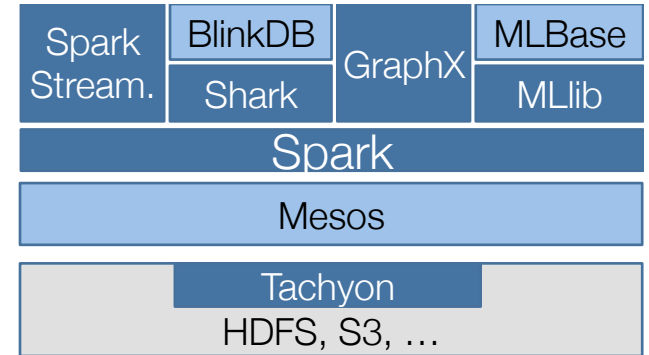 Spark
Stream.
BlinkDB
Shark
GraphX
MLBase
MLlib
Spark
Mesos
Tachyon
HDFS, S3, …